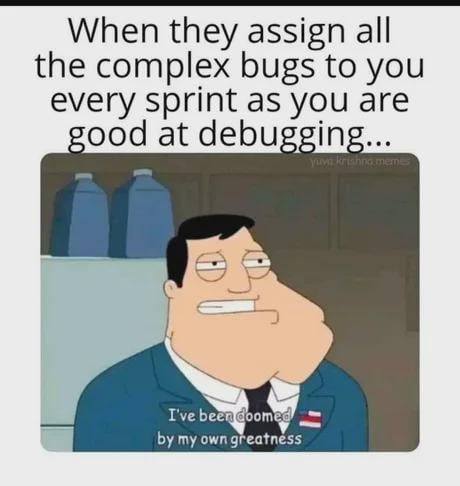 When they assign all
the complex bugs to you
every sprint as you are
good at debugging...
yuva krishna memes
I've been doomed
by my own greatness